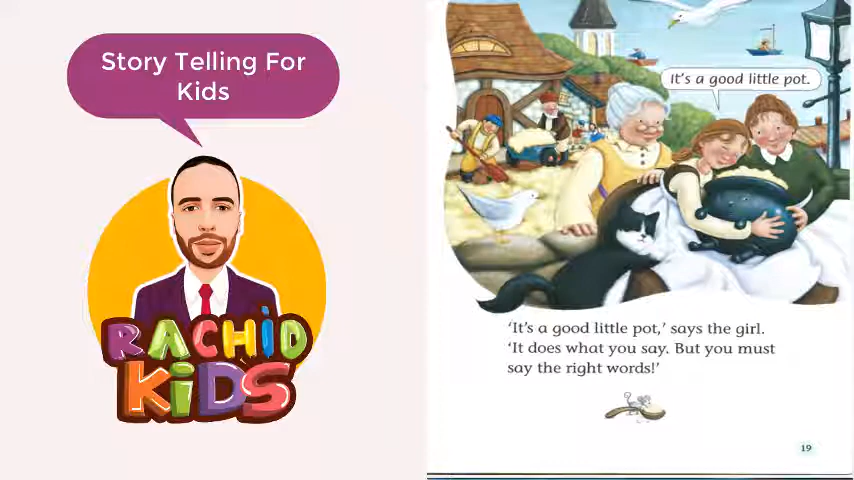 Story Telling For
Kids
RACHID
KiDS
It's a good little pot.
'It's a good little pot,' says the girl.
'It does what you say. But you must
say the right words!'
19